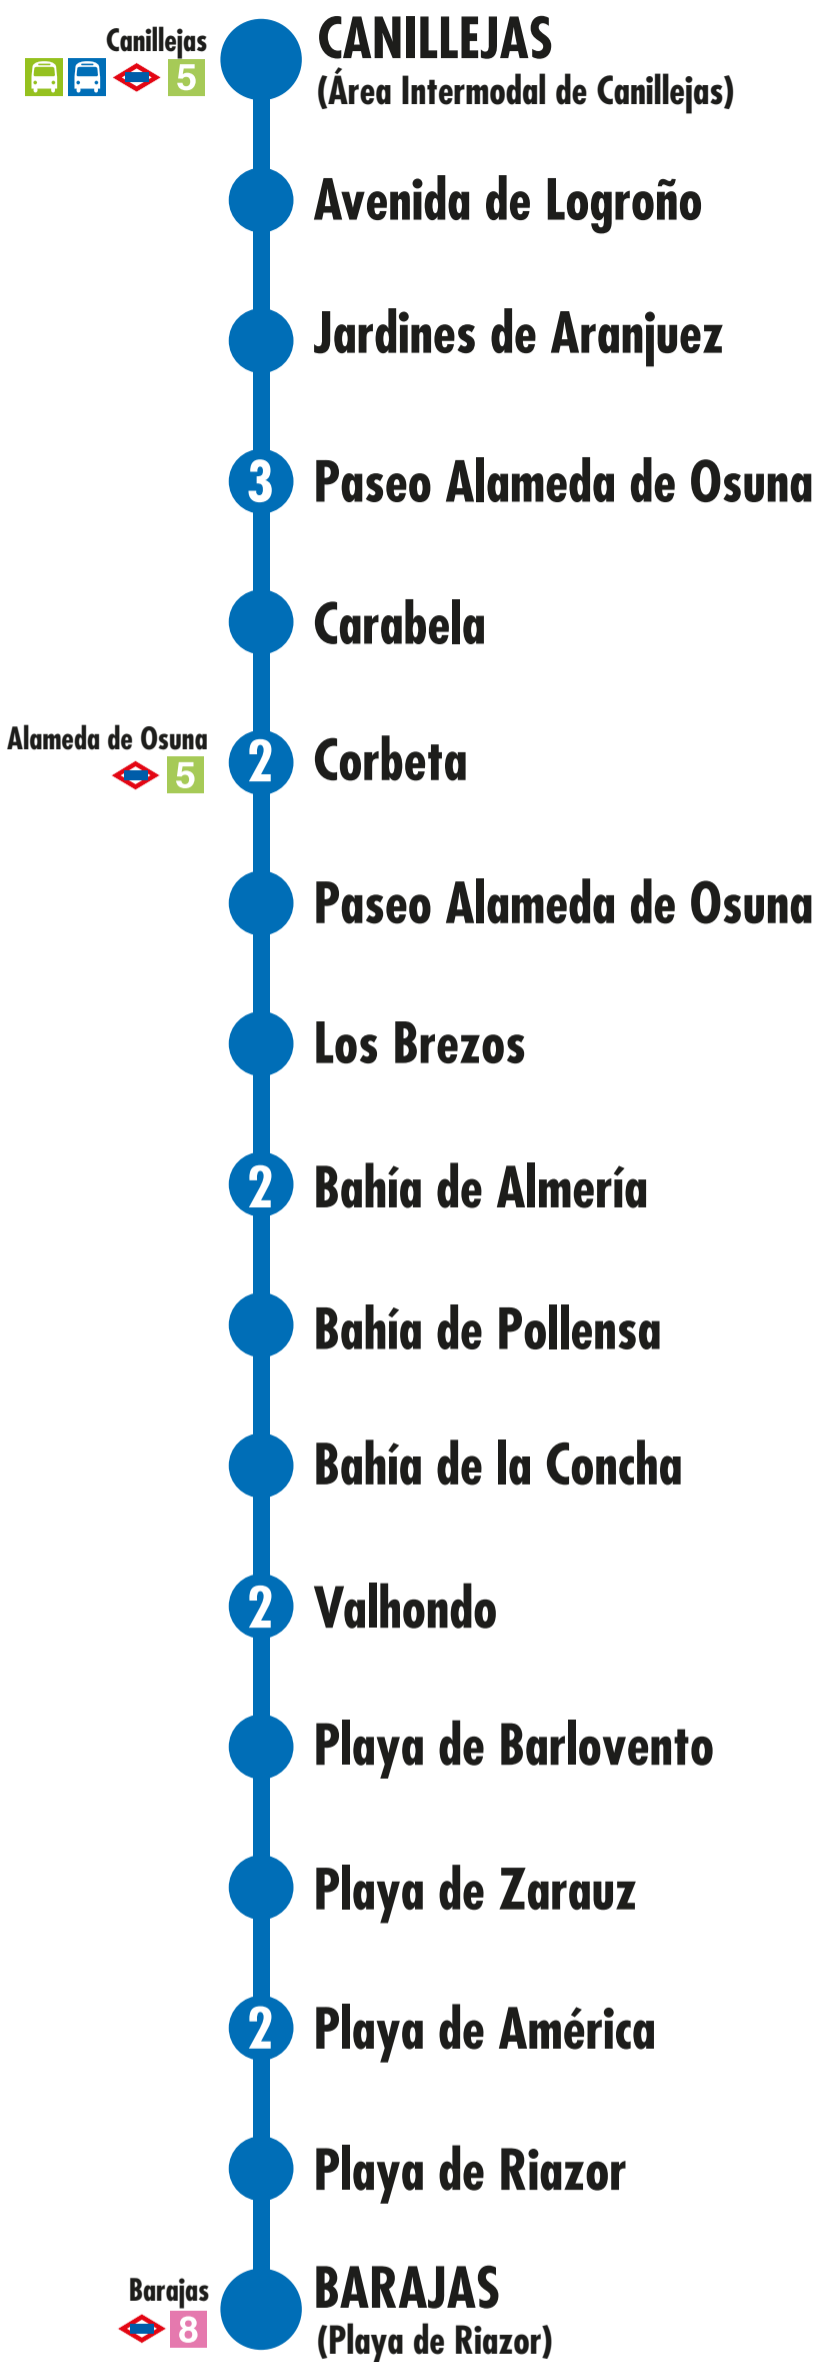 Canillejas
5
CANILLEJAS
(Área Intermodal de Canillejas)
Avenida de Logroño
Jardines de Aranjuez
3 Paseo Alameda de Osuna
Carabela
Alameda de Osuna
5
2 Corbeta
Paseo Alameda de Osuna
Los Brezos
2 Bahía de Almería
Bahía de Pollensa
Bahía de la Concha
2 Valhondo
Playa de Barlovento
Playa de Zarauz
2 Playa de América
Playa de Riazor
Barajas
8
BARAJAS
(Playa de Riazor)